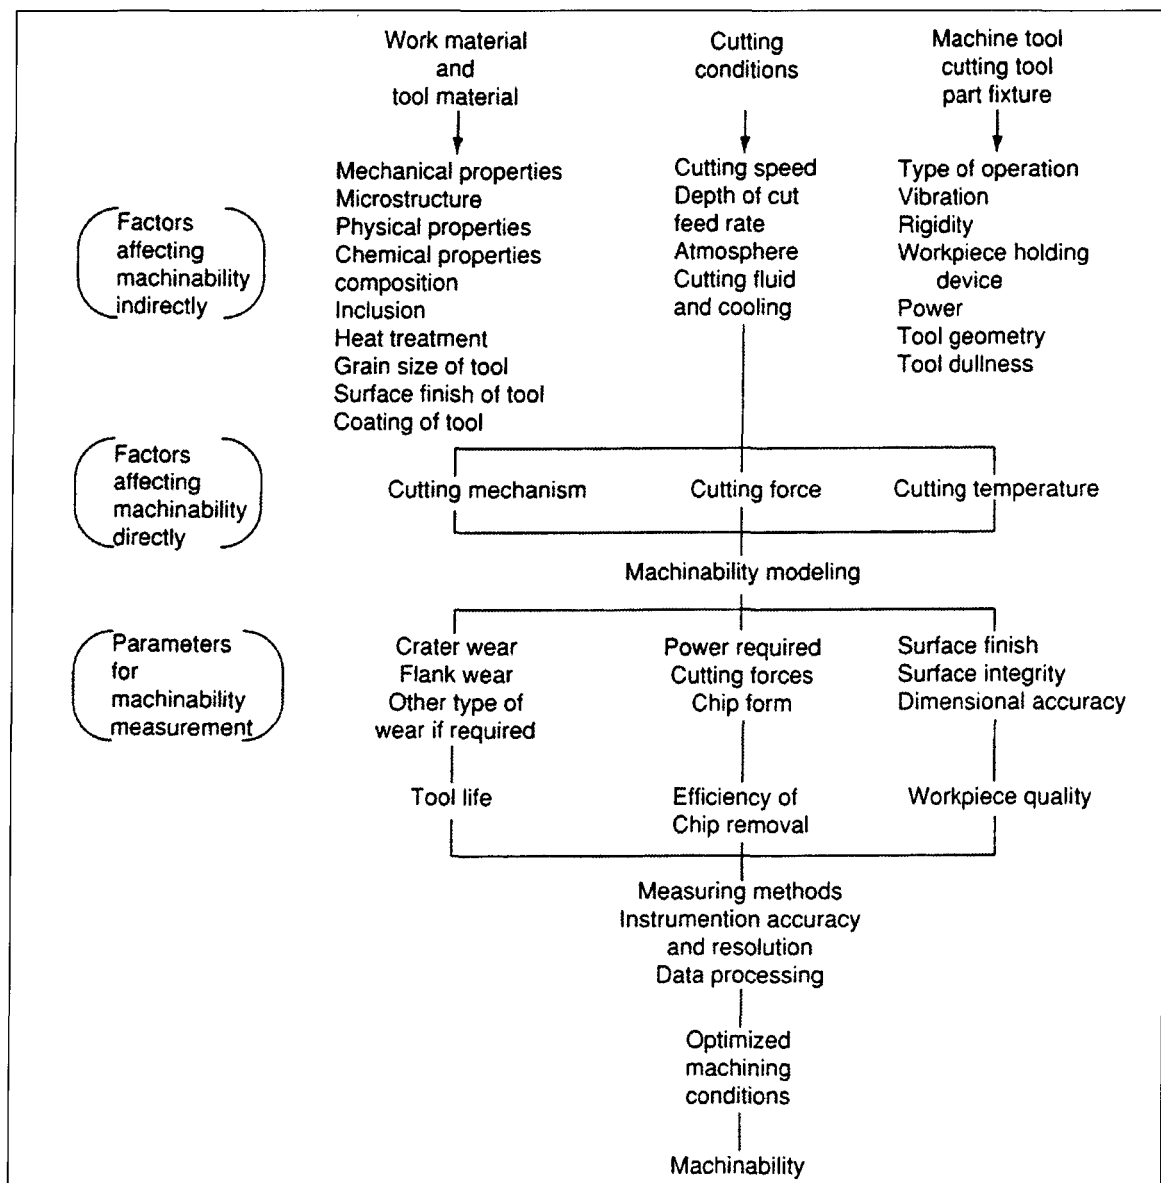 Work material
and
tool material
Cutting
conditions
Machine tool
cutting tool
part fixture
Factors
affecting
machinability
indirectly
Mechanical properties
Microstructure
Physical properties
Chemical properties
composition
Inclusion
Heat treatment
Grain size of tool
Surface finish of tool
Coating of tool
Cutting speed
Depth of cut
feed rate
Atmosphere
Cutting fluid
and cooling
Type of operation
Vibration
Rigidity
Workpiece holding
device
Power
Tool geometry
Tool dullness
Factors
affecting
machinability
directly
Cutting mechanism
Cutting force
Cutting temperature
Machinability modeling
Parameters
for
machinability
measurement
Crater wear
Flank wear
Other type of
wear if required
Power required
Cutting forces
Chip form
Surface finish
Surface integrity
Dimensional accuracy
Tool life
Efficiency of
Chip removal
Workpiece quality
Measuring methods
Instrumention accuracy
and resolution
Data processing
Optimized
machining
conditions
Machinability